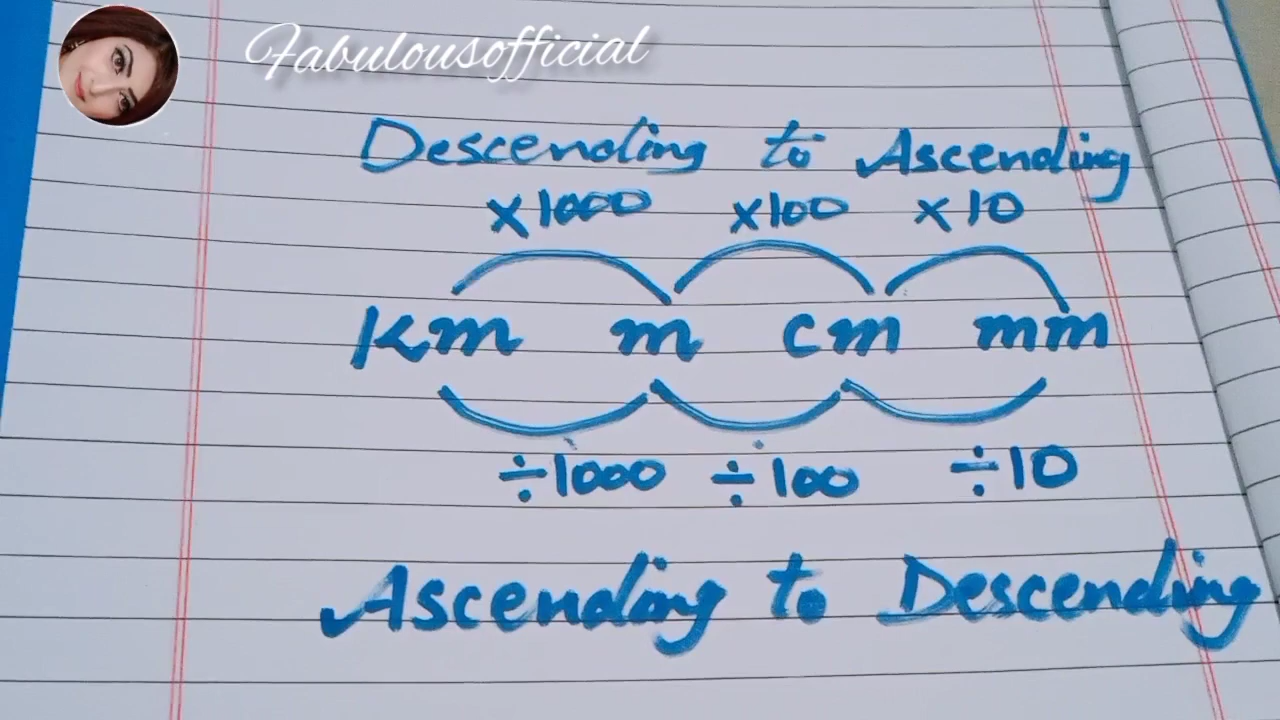 Fabulousofficial
Descending to Ascending
×1000 ×100 ×10
Km m cm mm
÷1000 ÷100 ÷10
Ascending to Descending